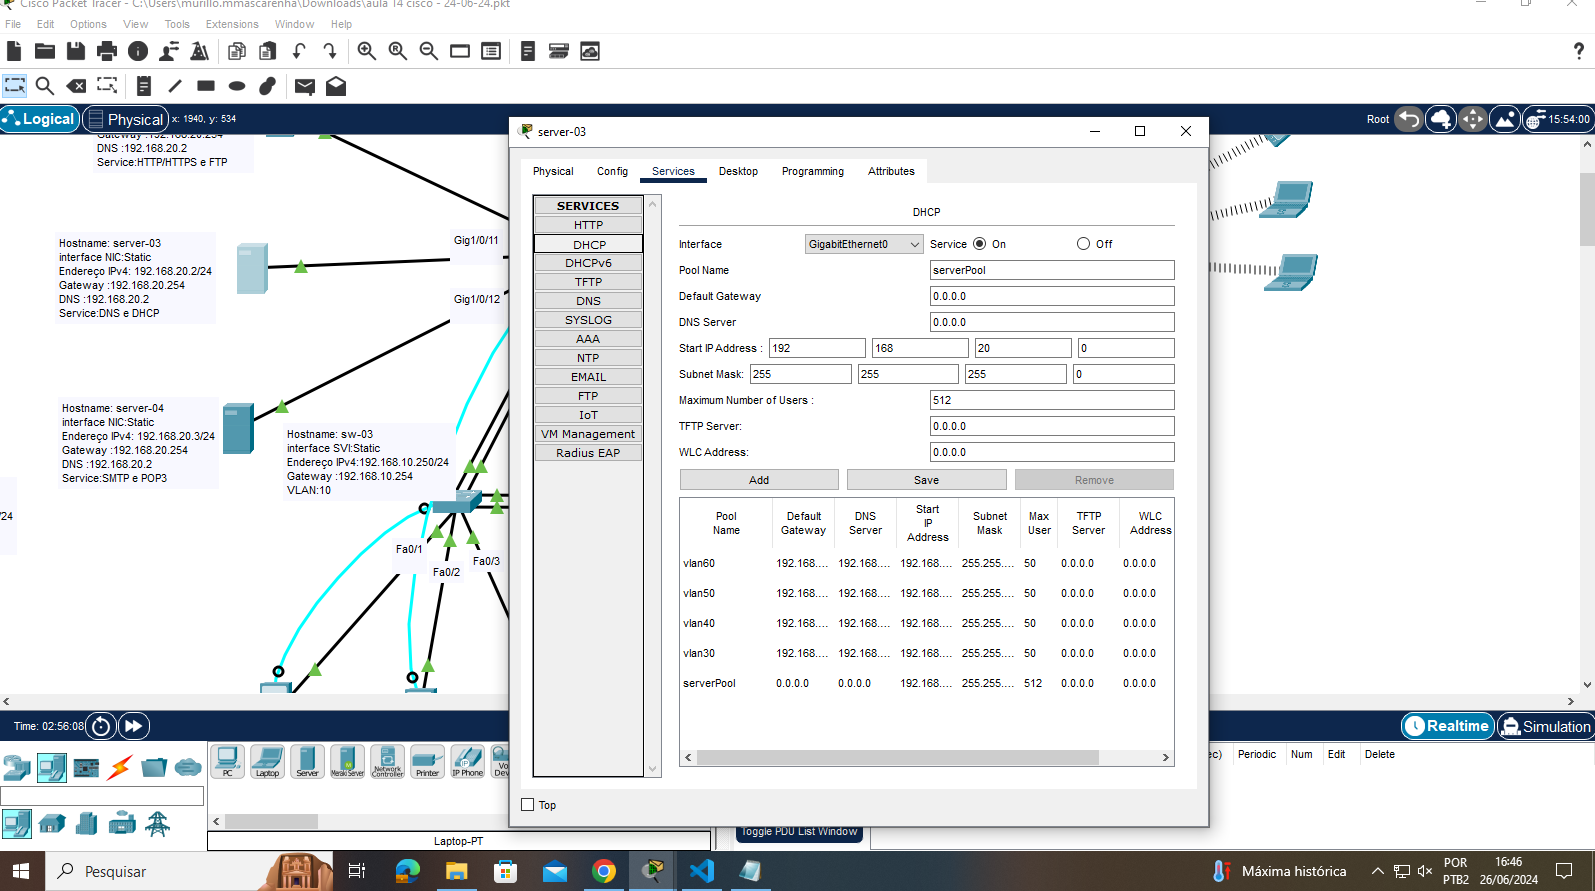 Cisco Packet Tracer - C:\Users\murillo.mmascarenha\Downloads\aula 14 cisco - 24-06-24.pkt
File Edit Options View Tools Extensions Window Help
Logical Physical x: 1940, y: 534
Root 15:54:00
Gateway :192.168.20.254
DNS :192.168.20.2
Service:HTTP/HTTPS e FTP
Hostname: server-03
interface NIC:Static
Endereço IPv4: 192.168.20.2/24
Gateway :192.168.20.254
DNS :192.168.20.2
Service:DNS e DHCP
Gig1/0/11
Gig1/0/12
Hostname: server-04
interface NIC:Static
Endereço IPv4: 192.168.20.3/24
Gateway :192.168.20.254
DNS :192.168.20.2
Service:SMTP e POP3
Hostname: sw-03
interface SVI:Static
Endereço IPv4:192.168.10.250/24
Gateway :192.168.10.254
VLAN:10
/24
Fa0/1
Fa0/2
Fa0/3
server-03
Physical Config Services Desktop Programming Attributes
SERVICES
HTTP
DHCP
DHCPv6
TFTP
DNS
SYSLOG
AAA
NTP
EMAIL
FTP
IoT
VM Management
Radius EAP
DHCP
Interface GigabitEthernet0 Service On Off
Pool Name serverPool
Default Gateway 0.0.0.0
DNS Server 0.0.0.0
Start IP Address : 192 168 20 0
Subnet Mask: 255 255 255 0
Maximum Number of Users : 512
TFTP Server: 0.0.0.0
WLC Address: 0.0.0.0
Add Save Remove
Pool Name Default Gateway DNS Server Start IP Address Subnet Mask Max User TFTP Server WLC Address
vlan60 192.168.... 192.168.... 192.168.... 255.255.... 50 0.0.0.0 0.0.0.0
vlan50 192.168.... 192.168.... 192.168.... 255.255.... 50 0.0.0.0 0.0.0.0
vlan40 192.168.... 192.168.... 192.168.... 255.255.... 50 0.0.0.0 0.0.0.0
vlan30 192.168.... 192.168.... 192.168.... 255.255.... 50 0.0.0.0 0.0.0.0
serverPool 0.0.0.0 0.0.0.0 192.168.... 255.255.... 512 0.0.0.0 0.0.0.0
Top
Time: 02:56:08
Realtime Simulation
PC Laptop Server Meraki Server Network Controller Printer IP Phone Vo Dev
ec) Periodic Num Edit Delete
Toggle PDU List Window
Laptop-PT
Pesquisar
Máxima histórica
POR
PTB2
16:46
26/06/2024